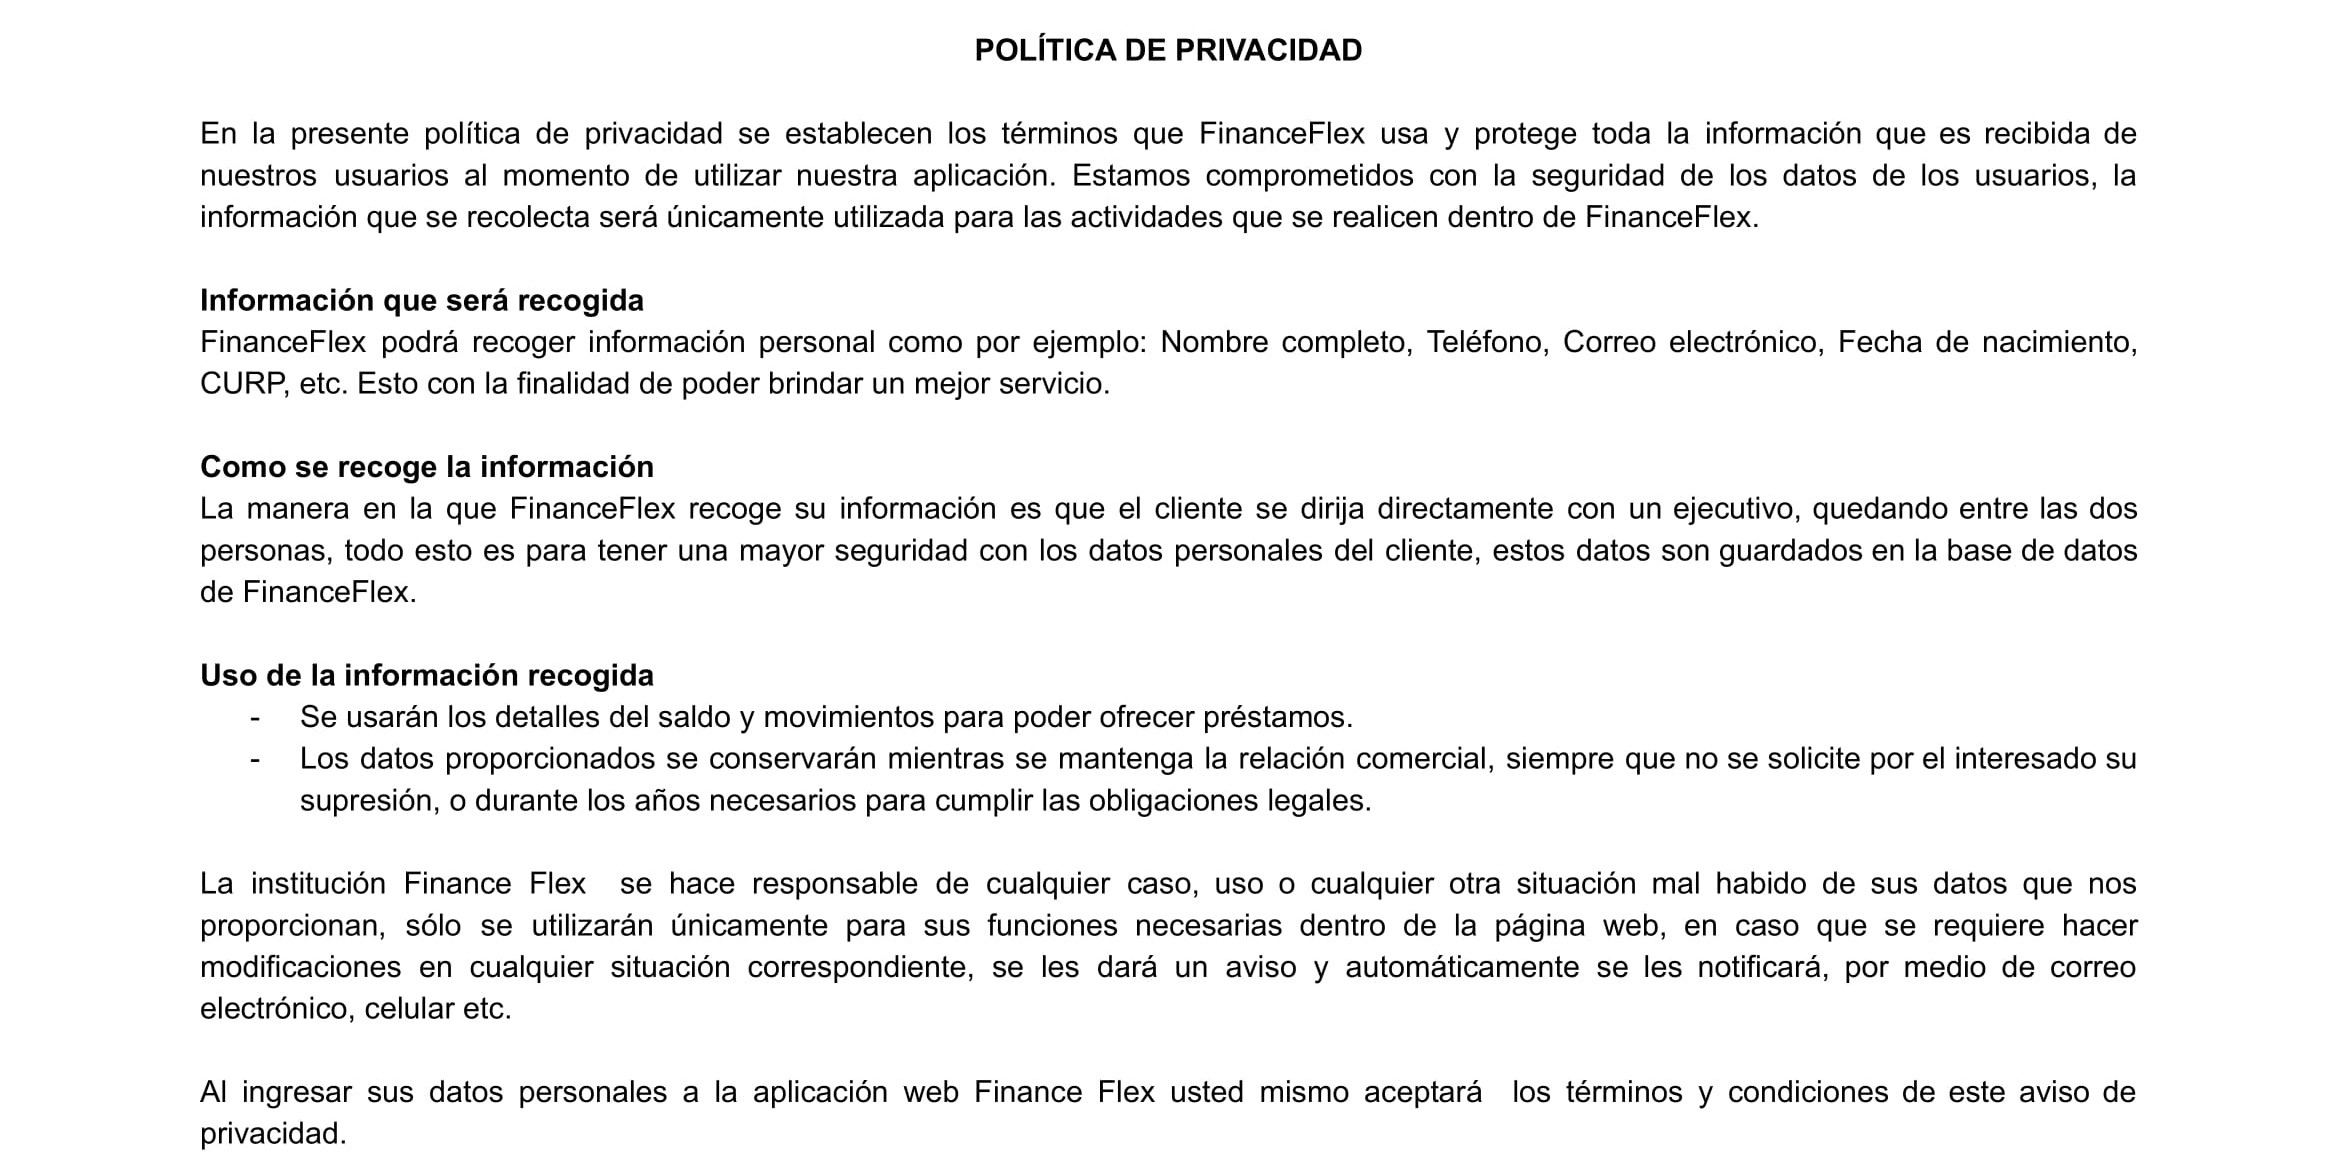 POLÍTICA DE PRIVACIDAD
En la presente política de privacidad se establecen los términos que FinanceFlex usa y protege toda la información que es recibida de
nuestros usuarios al momento de utilizar nuestra aplicación. Estamos comprometidos con la seguridad de los datos de los usuarios, la
información que se recolecta será únicamente utilizada para las actividades que se realicen dentro de FinanceFlex.
Información que será recogida
FinanceFlex podrá recoger información personal como por ejemplo: Nombre completo, Teléfono, Correo electrónico, Fecha de nacimiento,
CURP, etc. Esto con la finalidad de poder brindar un mejor servicio.
Como se recoge la información
La manera en la que FinanceFlex recoge su información es que el cliente se dirija directamente con un ejecutivo, quedando entre las dos
personas, todo esto es para tener una mayor seguridad con los datos personales del cliente, estos datos son guardados en la base de datos
de FinanceFlex.
Uso de la información recogida
- Se usarán los detalles del saldo y movimientos para poder ofrecer préstamos.
- Los datos proporcionados se conservarán mientras se mantenga la relación comercial, siempre que no se solicite por el interesado su
supresión, o durante los años necesarios para cumplir las obligaciones legales.
La institución Finance Flex  se hace responsable de cualquier caso, uso o cualquier otra situación mal habido de sus datos que nos
proporcionan, sólo se utilizarán únicamente para sus funciones necesarias dentro de la página web, en caso que se requiere hacer
modificaciones en cualquier situación correspondiente, se les dará un aviso y automáticamente se les notificará, por medio de correo
electrónico, celular etc.
Al ingresar sus datos personales a la aplicación web Finance Flex usted mismo aceptará  los términos y condiciones de este aviso de
privacidad.